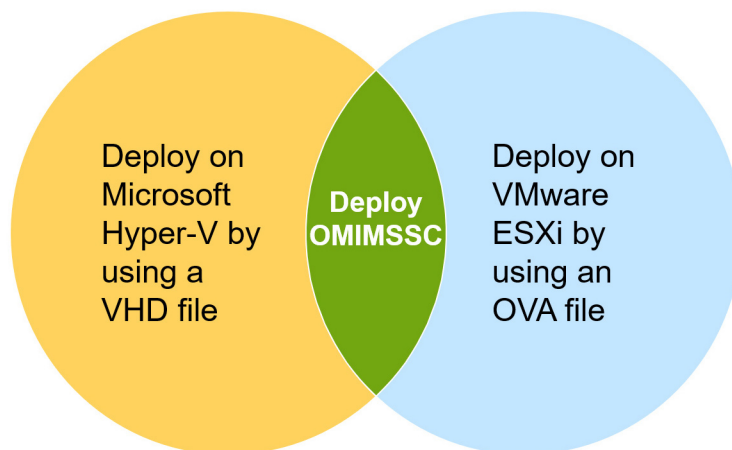 Deploy on
Microsoft
Hyper-V by
using a
VHD file
Deploy
OMIMSSC
Deploy on
VMware
ESXi by
using an
OVA file